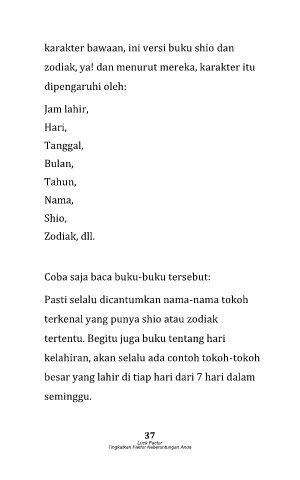 karakter bawaan, ini versi buku shio dan
zodiak, ya! dan menurut mereka, karakter itu
dipengaruhi oleh:
Jam lahir,
Hari,
Tanggal,
Bulan,
Tahun,
Nama,
Shio,
Zodiak, dll.
Coba saja baca buku-buku tersebut:
Pasti selalu dicantumkan nama-nama tokoh
terkenal yang punya shio atau zodiak
tertentu. Begitu juga buku tentang hari
kelahiran, akan selalu ada contoh tokoh-tokoh
besar yang lahir di tiap hari dari 7 hari dalam
seminggu.
37
Luck Factor
Tingkatkan Faktor Keberuntungan Anda